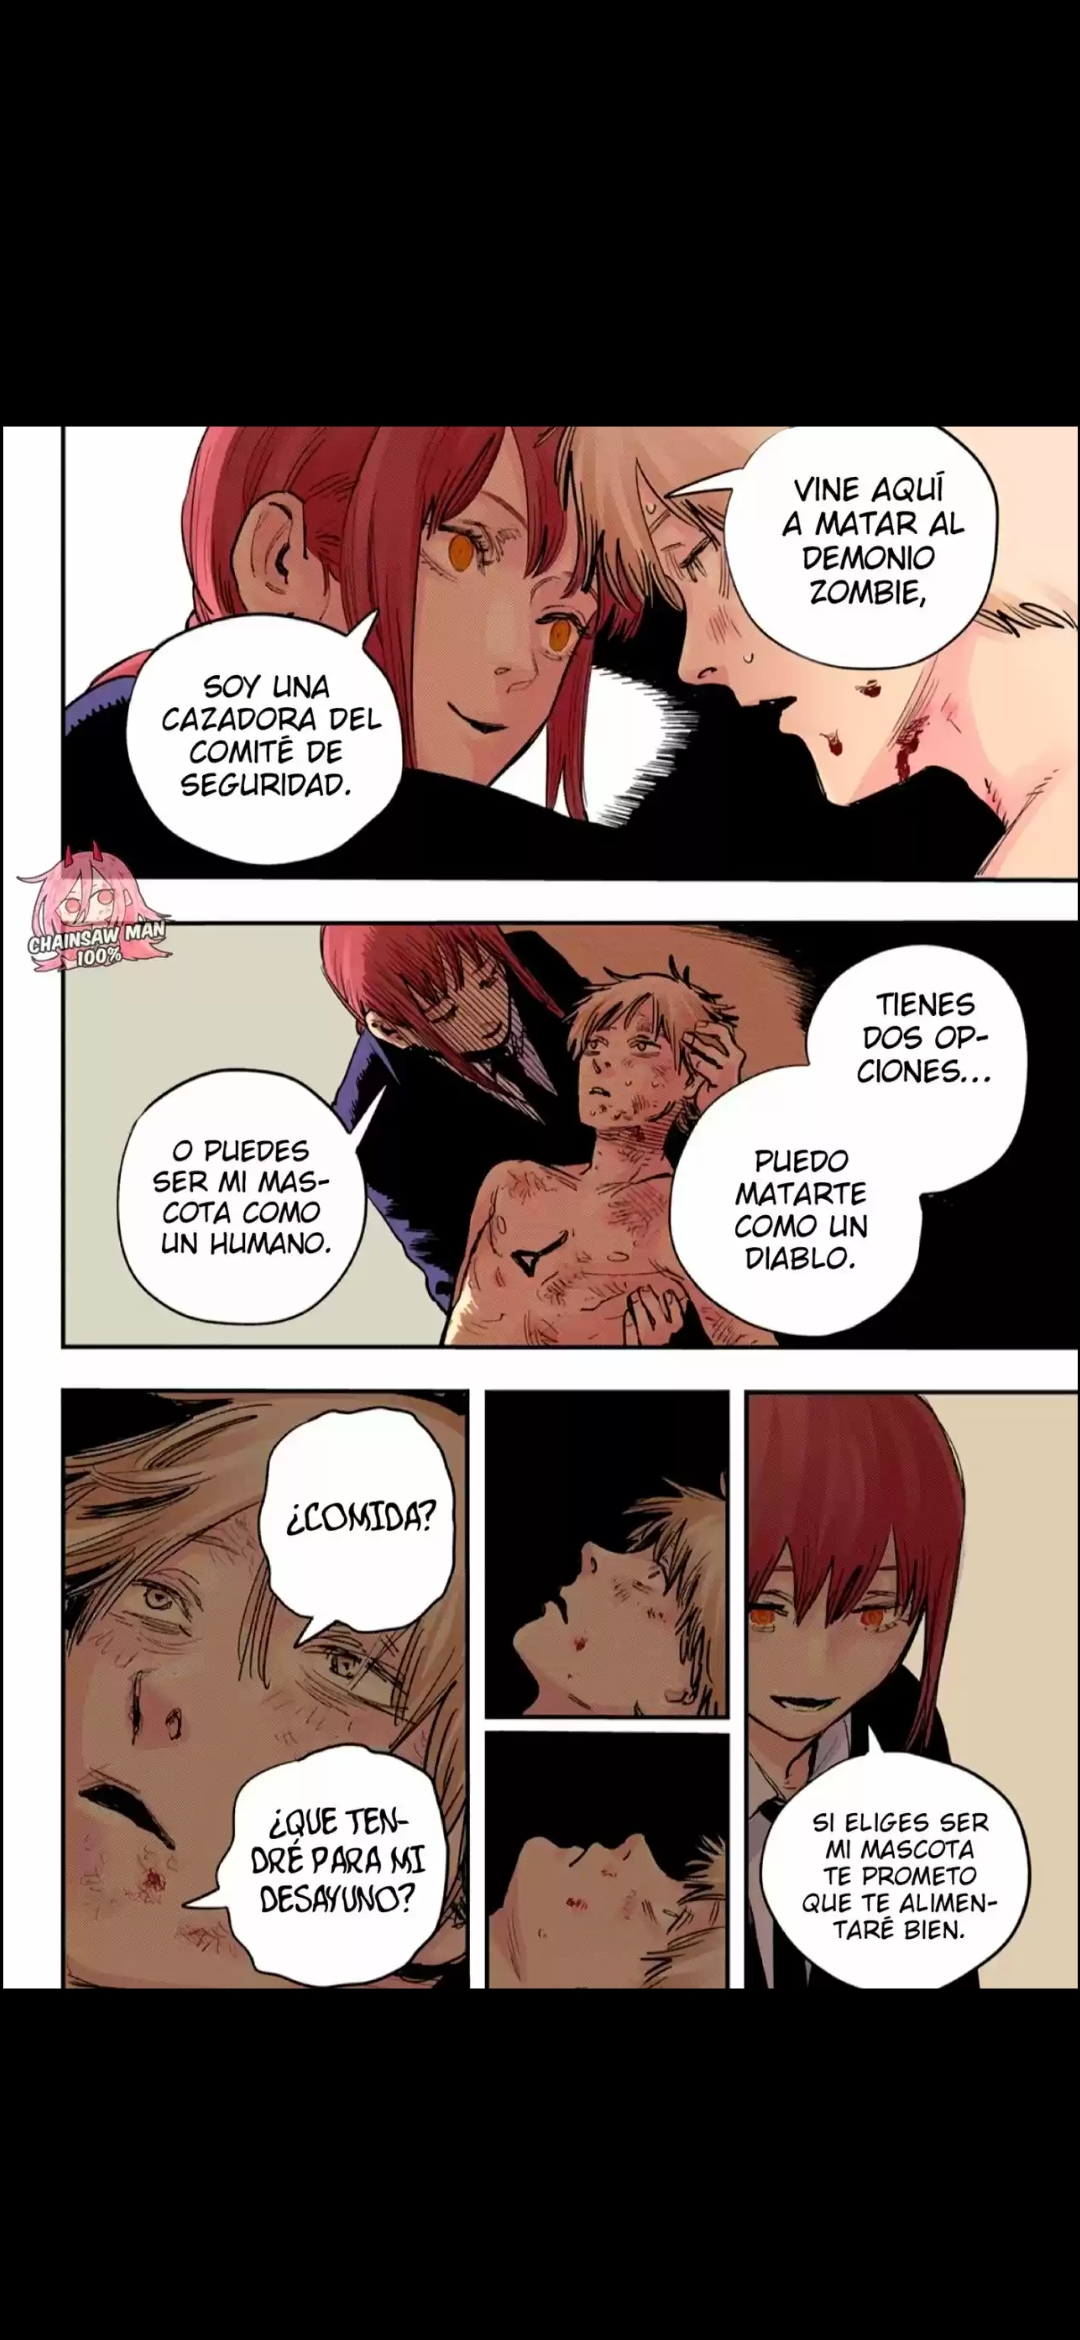 VINE AQUÍ
A MATAR AL
DEMONIO
ZOMBIE,
SOY UNA
CAZADORA DEL
COMITÉ DE
SEGURIDAD.
CHAINSAW MAN
100%
TIENES
DOS OP-
CIONES...
PUEDO
MATARTE
COMO UN
DIABLO.
O PUEDES
SER MI MAS-
COTA COMO
UN HUMANO.
SI ELIGES SER
MI MASCOTA
TE PROMETO
QUE TE ALIMEN-
TARÉ BIEN.
¿COMIDA?
¿QUE TEN-
DRÉ PARA MI
DESAYUNO?